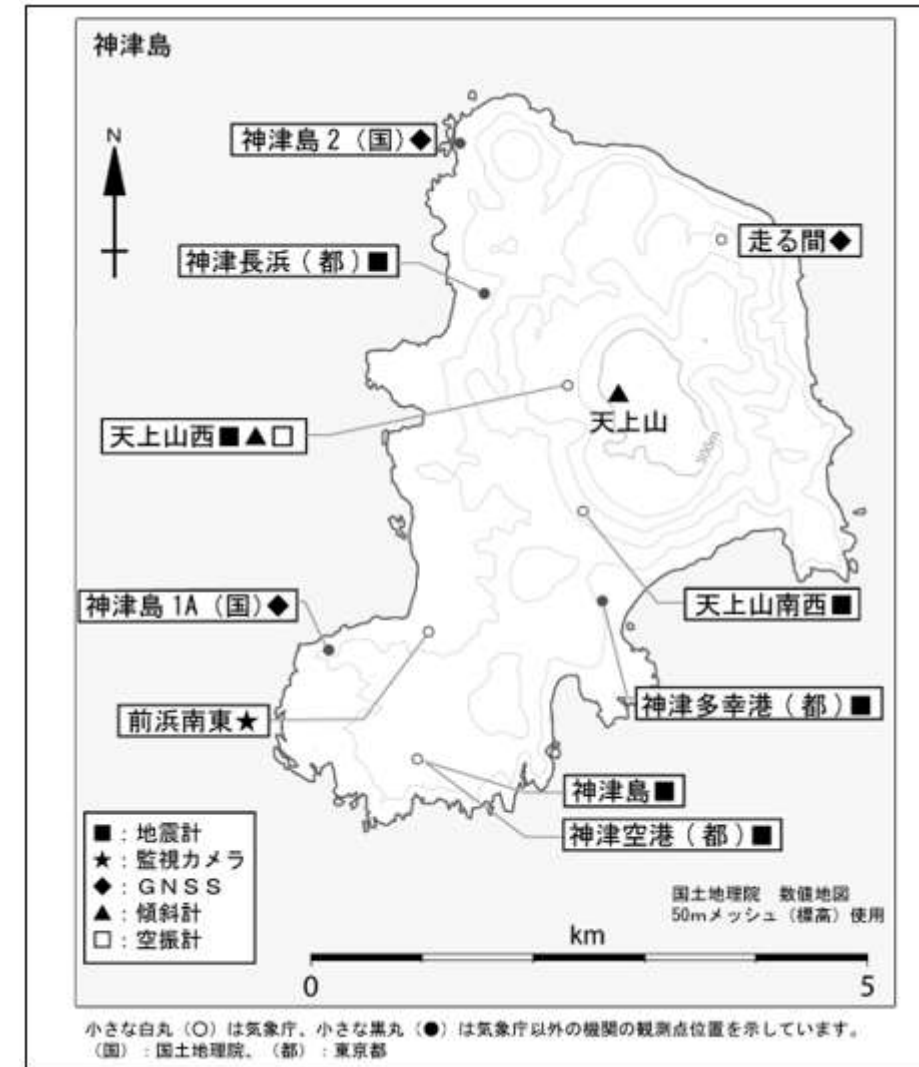 神津島
N
神津島2（国）◆
走る間◆
神津長浜（都）■
天上山
天上山西■▲□
300m
神津島1A（国）◆
天上山南西■
前浜南東★
神津多幸港（都）■
神津島■
神津空港（都）■
■：地震計
★：監視カメラ
◆：GNSS
▲：傾斜計
□：空振計
国土地理院　数値地図
50mメッシュ（標高）使用
km
0
5
小さな白丸（○）は気象庁、小さな黒丸（●）は気象庁以外の機関の観測点位置を示しています。
（国）：国土地理院、（都）：東京都